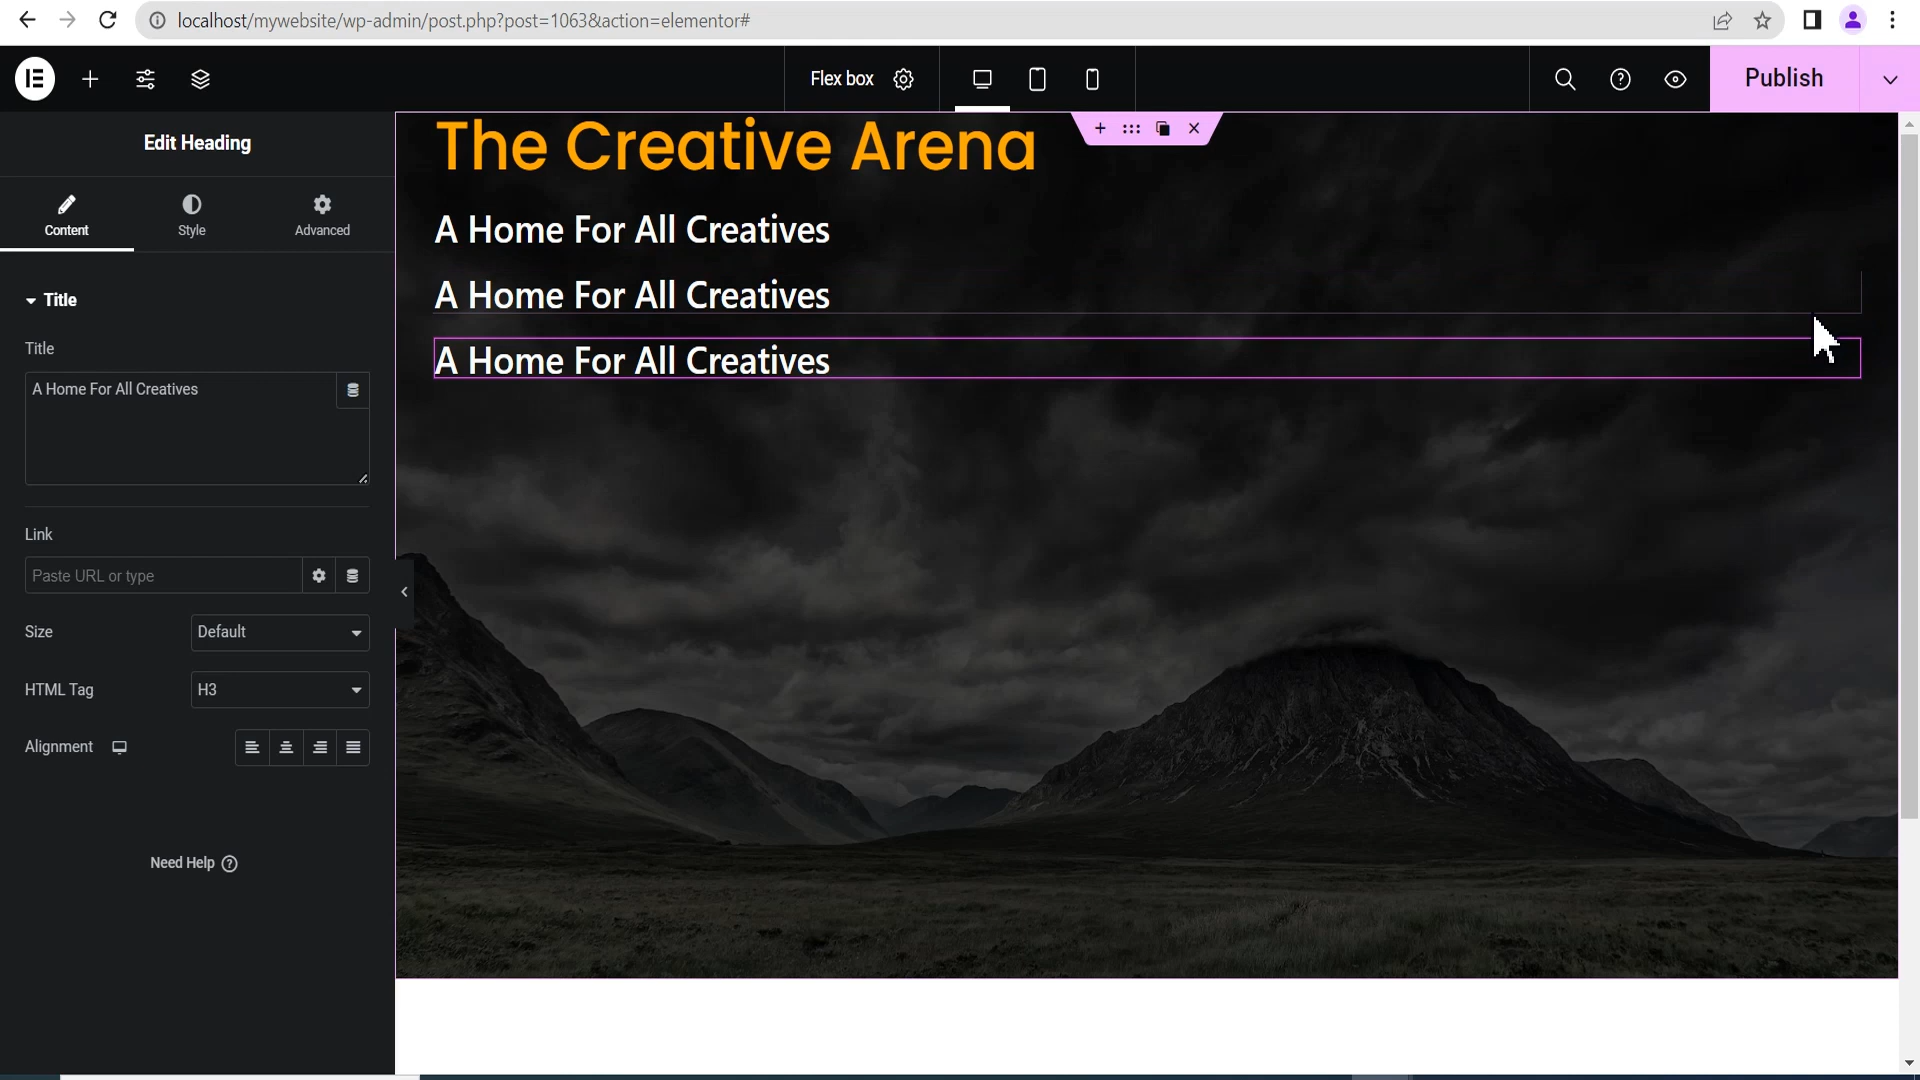 localhost/mywebsite/wp-admin/post.php?post=1063&action=elementor#
Flex box
Publish
Edit Heading
Content
Style
Advanced
Title
Title
A Home For All Creatives
Link
Paste URL or type
Size
Default
HTML Tag
H3
Alignment
Need Help
The Creative Arena
A Home For All Creatives
A Home For All Creatives
A Home For All Creatives